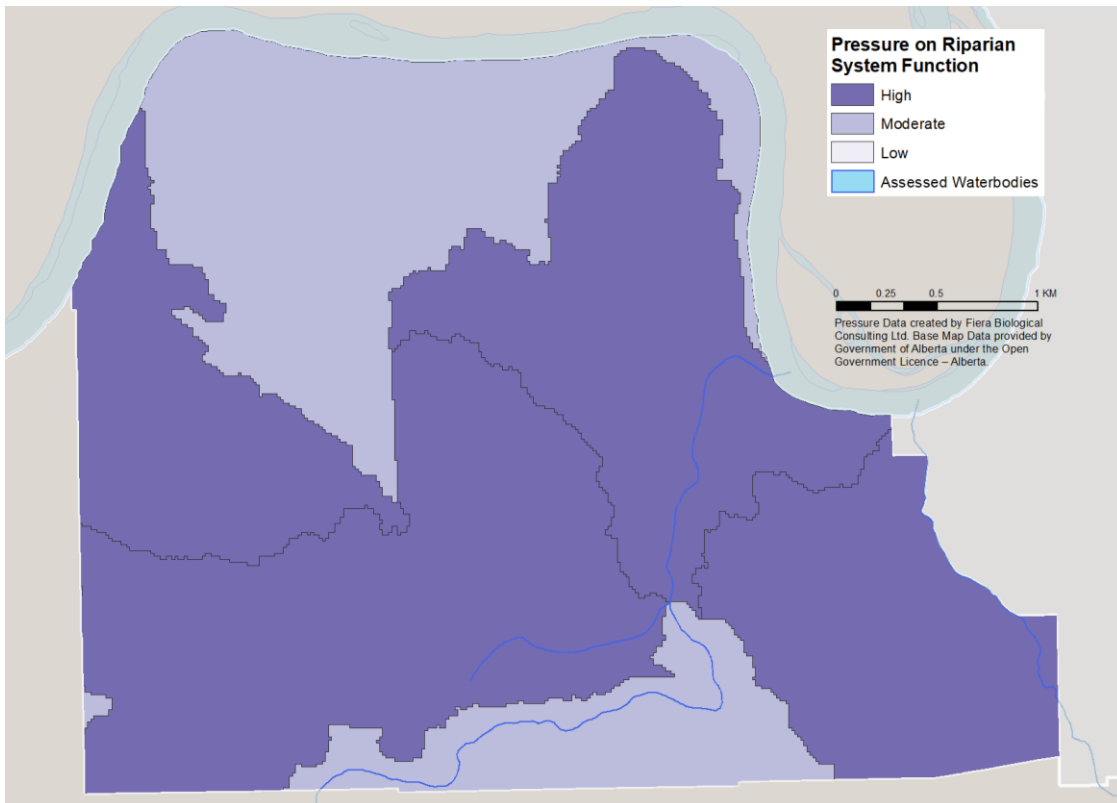 Pressure on Riparian
System Function
High
Moderate
Low
Assessed Waterbodies
0 0.25 0.5 1 KM
Pressure Data created by Fiera Biological
Consulting Ltd. Base Map Data provided by
Government of Alberta under the Open
Government Licence – Alberta.